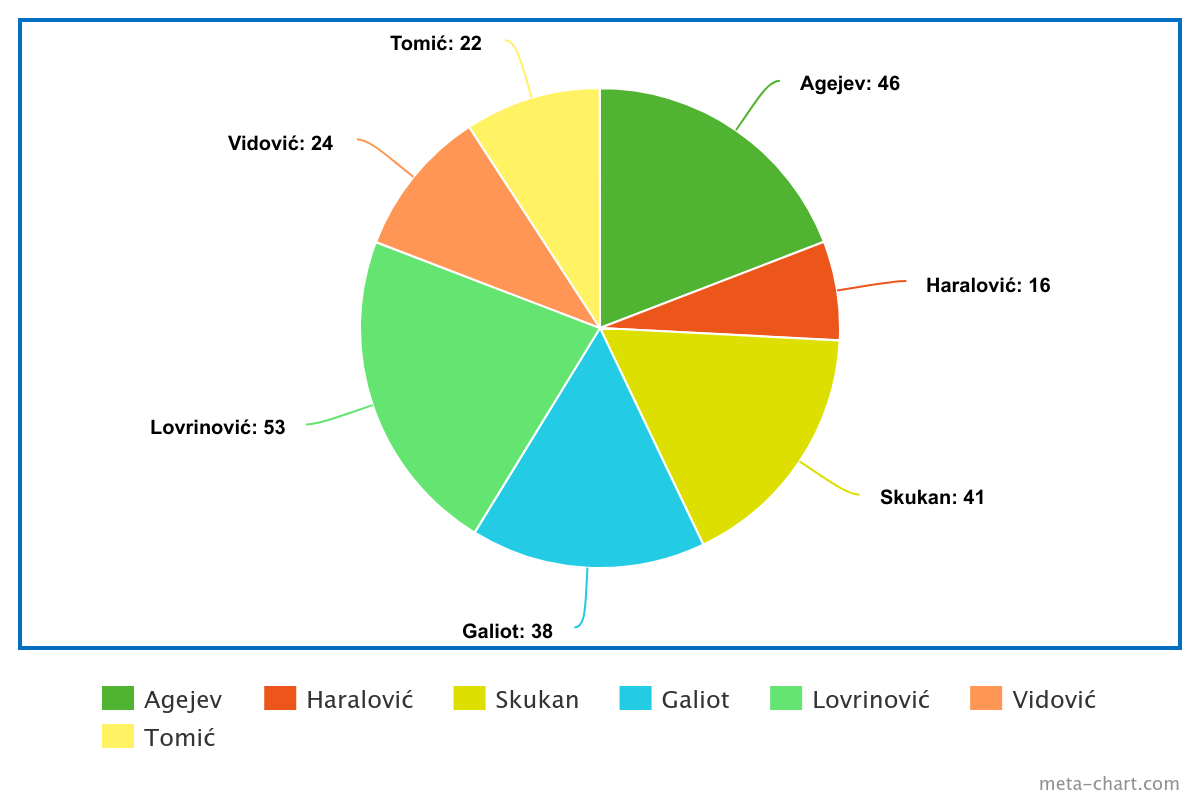 Tomić: 22
Agejev: 46
Vidović: 24
Haralović: 16
Lovrinović: 53
Skukan: 41
Galiot: 38
Agejev Haralović Skukan Galiot Lovrinović Vidović
Tomić
meta-chart.com